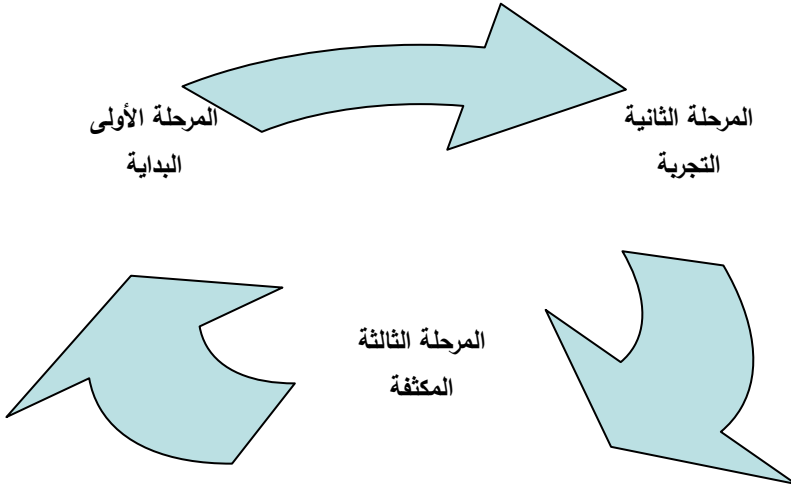 المرحلة الأولى
البداية
المرحلة الثانية
التجربة
المرحلة الثالثة
المكثفة